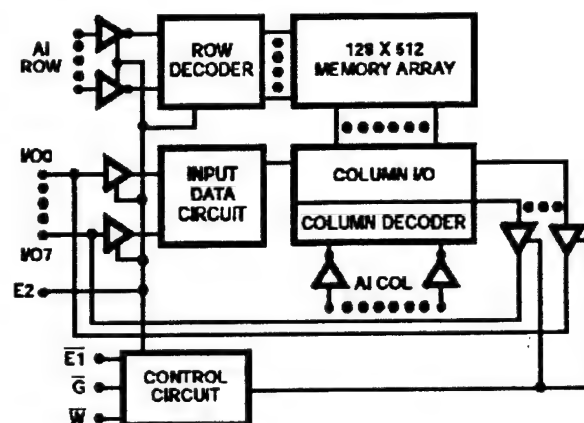 AI
ROW
ROW
DECODER
128 X 512
MEMORY ARRAY
I/O0
I/O7
INPUT
DATA
CIRCUIT
COLUMN I/O
COLUMN DECODER
AI COL
E2
E1
G
W
CONTROL
CIRCUIT